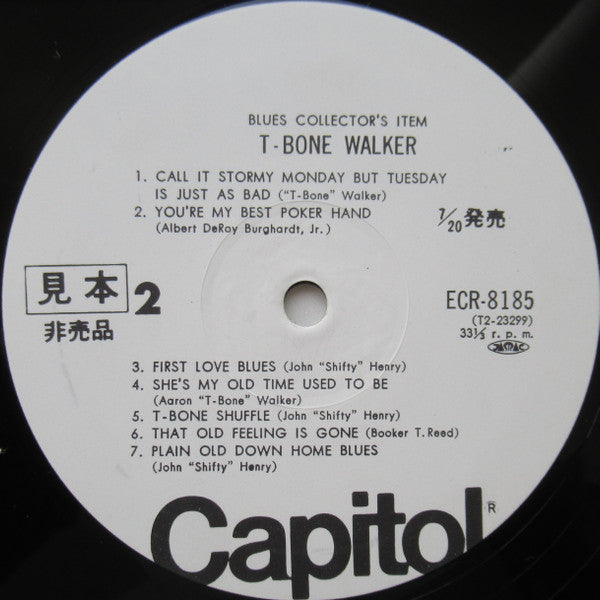 BLUES COLLECTOR'S ITEM
T-BONE WALKER
1. CALL IT STORMY MONDAY BUT TUESDAY
IS JUST AS BAD ("T-Bone" Walker)
2. YOU'RE MY BEST POKER HAND
(Albert DeRoy Burghardt, Jr.)
7/20発売
見本
2
非売品
ECR-8185
(T2-23299)
33⅓ r. p. m.
JASRAC
3. FIRST LOVE BLUES (John "Shifty" Henry)
4. SHE'S MY OLD TIME USED TO BE
(Aaron "T-Bone" Walker)
5. T-BONE SHUFFLE (John "Shifty" Henry)
6. THAT OLD FEELING IS GONE (Booker T. Reed)
7. PLAIN OLD DOWN HOME BLUES
(John "Shifty" Henry)
Capitol®